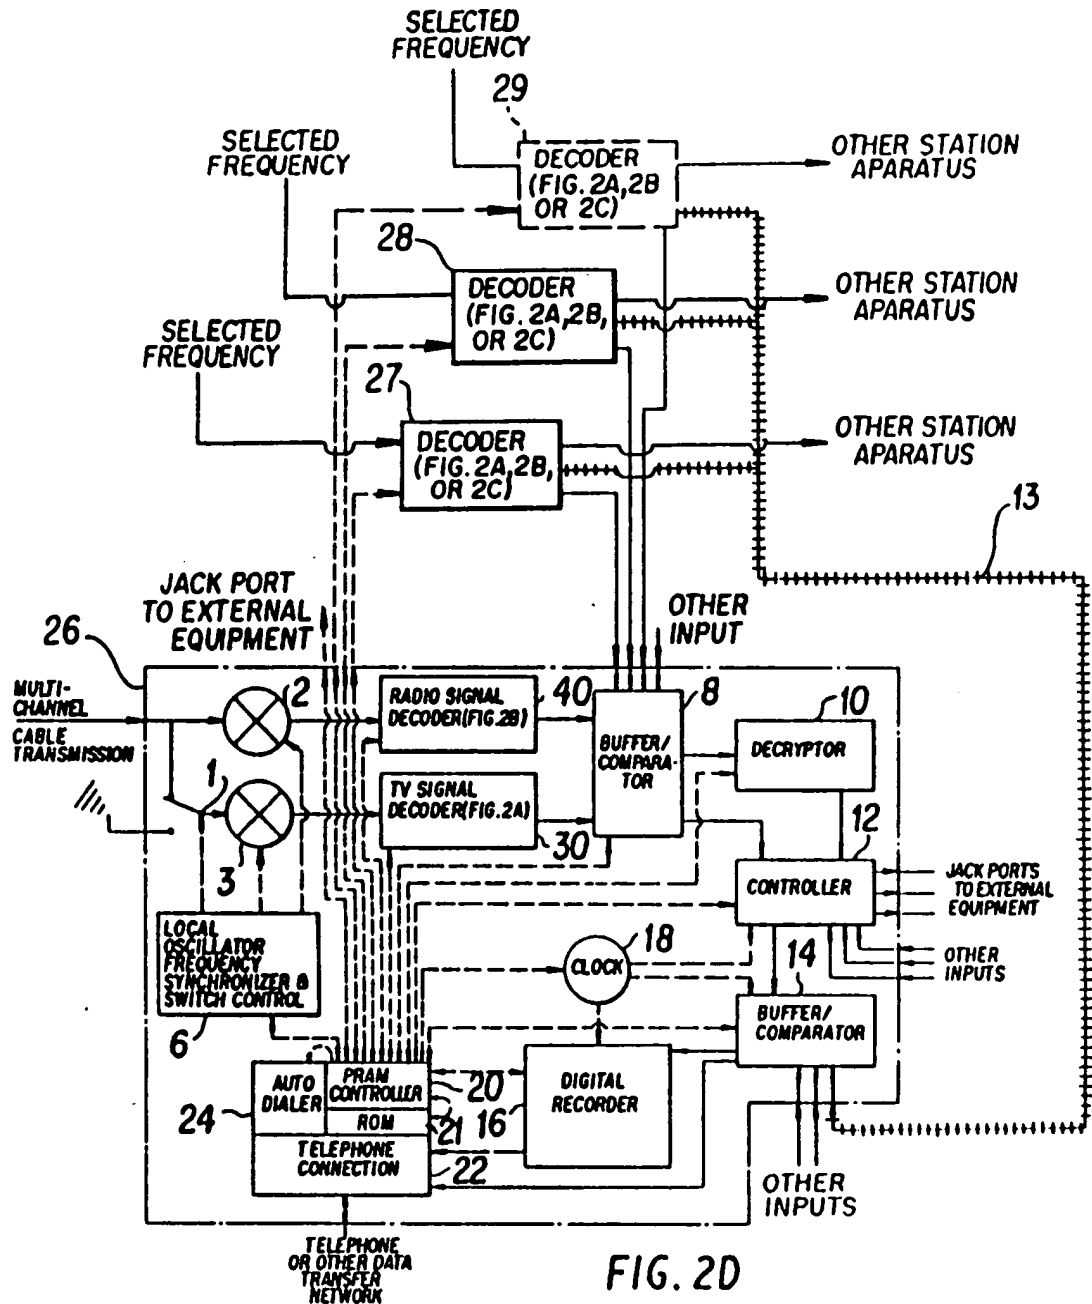 SELECTED
FREQUENCY
29
SELECTED
FREQUENCY
DECODER
(FIG. 2A, 2B
OR 2C)
OTHER STATION
APPARATUS
28
SELECTED
FREQUENCY
DECODER
(FIG. 2A, 2B,
OR 2C)
OTHER STATION
APPARATUS
27
DECODER
(FIG. 2A, 2B,
OR 2C)
OTHER STATION
APPARATUS
13
JACK PORT
TO EXTERNAL
EQUIPMENT
OTHER
INPUT
26
MULTI-
CHANNEL
CABLE
TRANSMISSION
2
RADIO SIGNAL
DECODER (FIG. 2B)
40
8
BUFFER/
COMPARA-
TOR
10
DECRYPTOR
1
3
TV SIGNAL
DECODER (FIG. 2A)
30
12
CONTROLLER
JACK PORTS
TO EXTERNAL
EQUIPMENT
OTHER
INPUTS
LOCAL
OSCILLATOR
FREQUENCY
SYNCHRONIZER &
SWITCH CONTROL
6
18
CLOCK
14
BUFFER/
COMPARATOR
AUTO
DIALER
24
PRAM
CONTROLLER
20
ROM
21
TELEPHONE
CONNECTION
22
16
DIGITAL
RECORDER
OTHER
INPUTS
TELEPHONE
OR OTHER DATA
TRANSFER
NETWORK
FIG. 2D